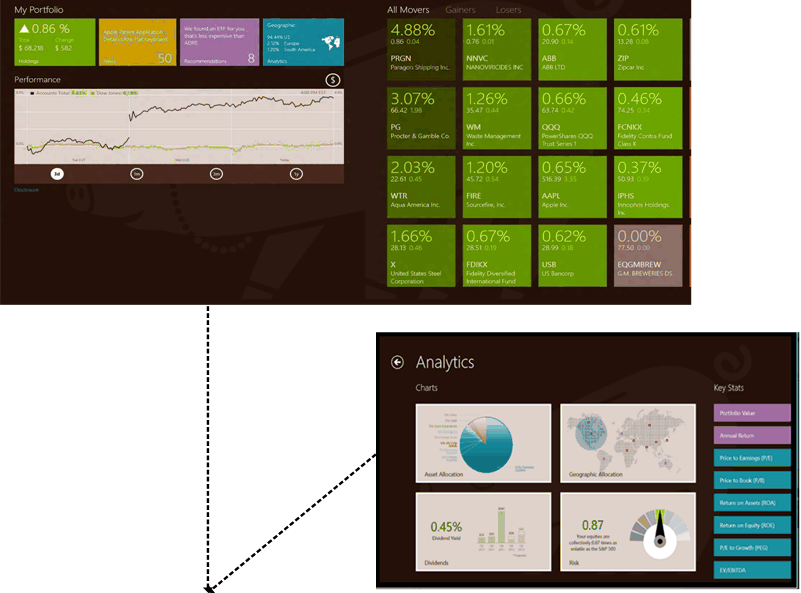 My Portfolio
0.86 %
Total Change
$ 68,216 $ 582
Holdings
Apple Patent Application
50
News
We found an ETF for you
that's less expensive than
ADRE
Recommendations 8
Geographic
94.44% US
2.52% Europe
1.20% South America
Analytics
Performance
$
Accounts Total
Dow Jones
3d
1m
3m
1y
Disclosure
All Movers Gainers Losers
4.88%
0.86 0.04
PRGN
Paragon Shipping Inc.
1.61%
0.76 0.01
NNVC
NANOVIRICIDES INC
0.67%
20.90 0.14
ABB
ABB LTD
0.61%
13.28 0.08
ZIP
Zipcar Inc
3.07%
66.42 1.98
PG
Procter & Gamble Co.
1.26%
35.47 0.44
WM
Waste Management
Inc
0.66%
63.74 0.42
QQQ
PowerShares QQQ
Trust Series 1
0.46%
74.25 0.34
FCNKX
Fidelity Contra Fund
Class K
2.03%
22.61 0.45
WTR
Aqua America Inc.
1.20%
45.72 0.54
FIRE
Sourcefire, Inc.
0.65%
516.39 3.35
AAPL
Apple Inc.
0.37%
50.93 0.19
IPHS
Innophos Holdings,
Inc.
1.66%
28.13 0.46
X
United States Steel
Corporation
0.67%
28.51 0.19
FDIKX
Fidelity Diversified
International Fund
0.62%
28.99 0.18
USB
US Bancorp
0.00%
77.50 0.00
EQGMBREW
G.M. BREWERIES DS
Analytics
Charts
Key Stats
Asset Allocation
Geographic Allocation
0.45%
Dividend Yield
Dividends
0.87
Your equities are
collectively 0.87 times as
volatile as the S&P 500
Risk
Portfolio Value
Annual Return
Price to Earnings (P/E)
Price to Book (P/B)
Return on Assets (ROA)
Return on Equity (ROE)
P/E to Growth (PEG)
EV/EBITDA